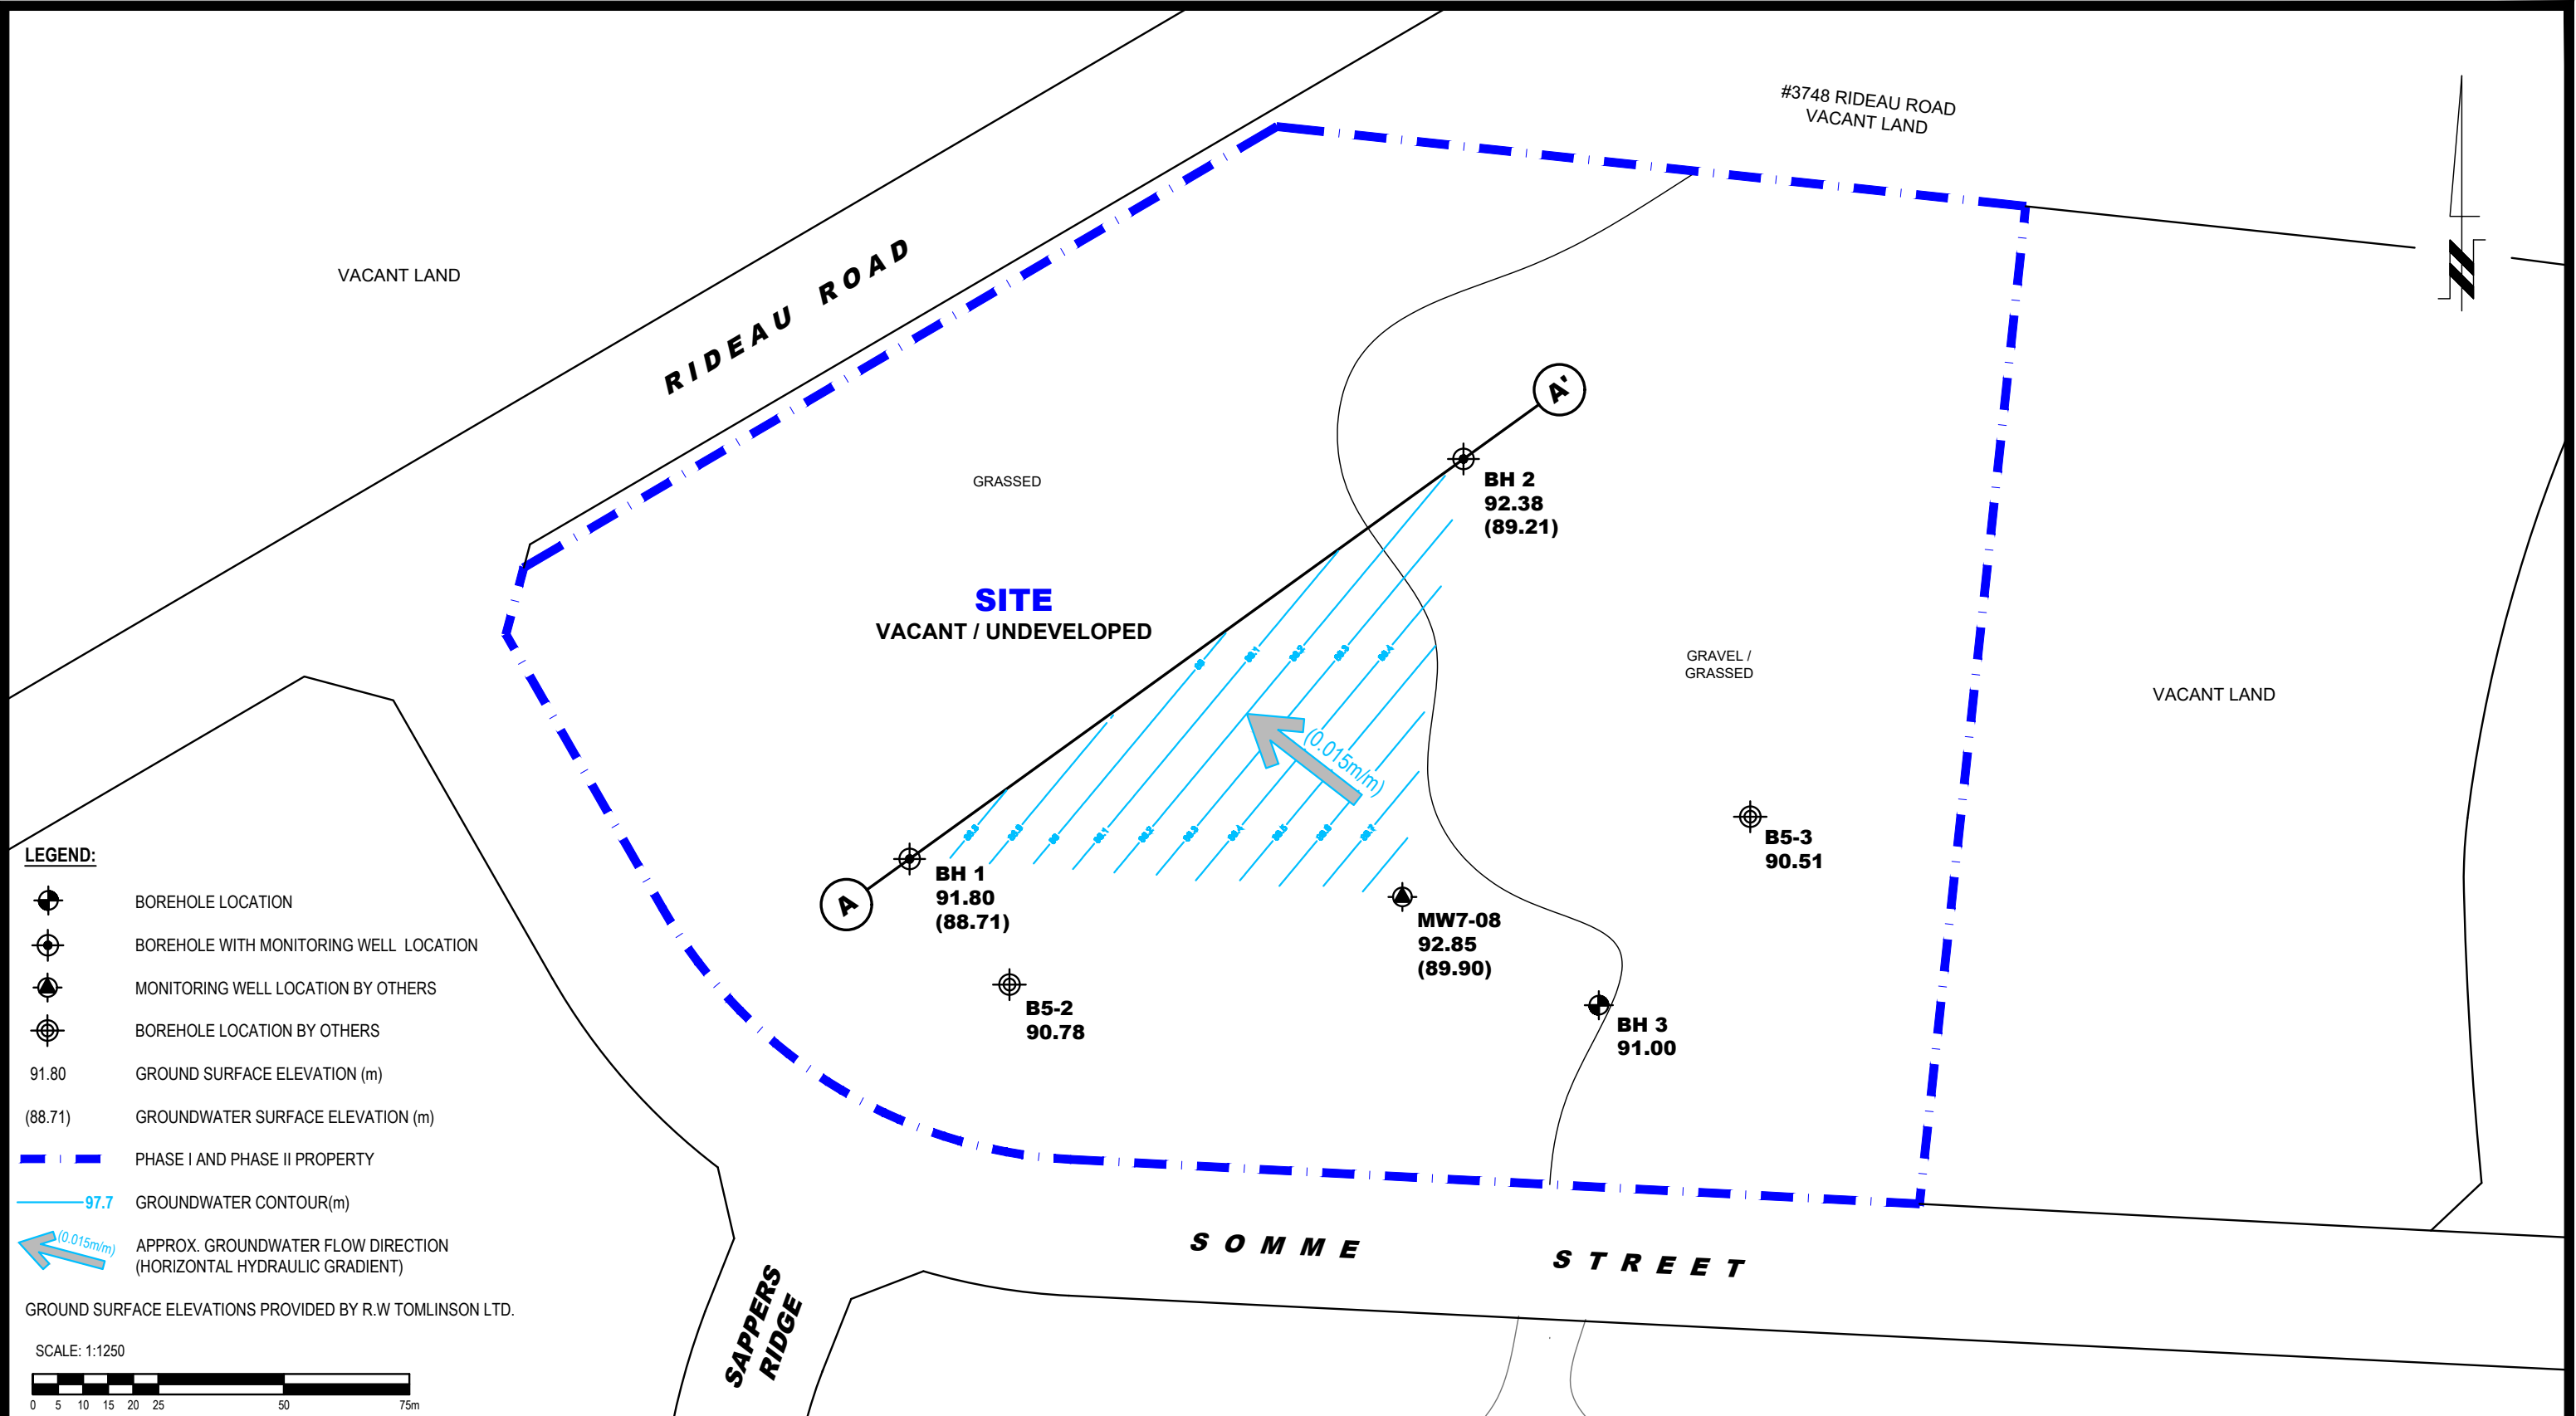 #3748 RIDEAU ROAD
VACANT LAND
VACANT LAND
RIDEAU ROAD
A'
GRASSED
BH 2
92.38
(89.21)
SITE
VACANT / UNDEVELOPED
GRAVEL /
GRASSED
VACANT LAND
(0.015m/m)
B5-3
90.51
BH 1
91.80
(88.71)
A
MW7-08
92.85
(89.90)
B5-2
90.78
BH 3
91.00
SOMME STREET
SAPPERS
RIDGE
LEGEND:
BOREHOLE LOCATION
BOREHOLE WITH MONITORING WELL LOCATION
MONITORING WELL LOCATION BY OTHERS
BOREHOLE LOCATION BY OTHERS
91.80 GROUND SURFACE ELEVATION (m)
(88.71) GROUNDWATER SURFACE ELEVATION (m)
PHASE I AND PHASE II PROPERTY
97.7 GROUNDWATER CONTOUR(m)
(0.015m/m) APPROX. GROUNDWATER FLOW DIRECTION
(HORIZONTAL HYDRAULIC GRADIENT)
GROUND SURFACE ELEVATIONS PROVIDED BY R.W TOMLINSON LTD.
SCALE: 1:1250
0 5 10 15 20 25 50 75m